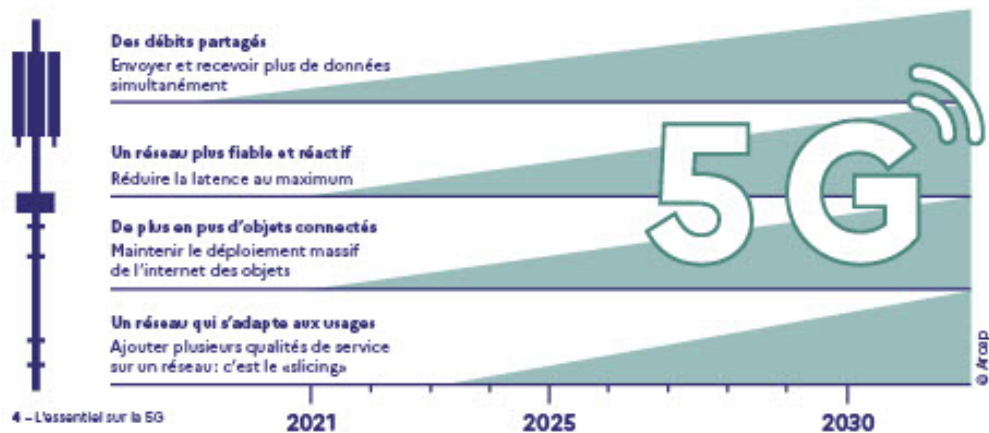 Des débits partagés
Envoyer et recevoir plus de données
simultanément
Un réseau plus fiable et réactif
Réduire la latence au maximum
De plus en pus d'objets connectés
Maintenir le déploiement massif
de l'internet des objets
Un réseau qui s'adapte aux usages
Ajouter plusieurs qualités de service
sur un réseau : c'est le «slicing»
5G
© Arcep
2021 2025 2030
4 – L'essentiel sur la 5G